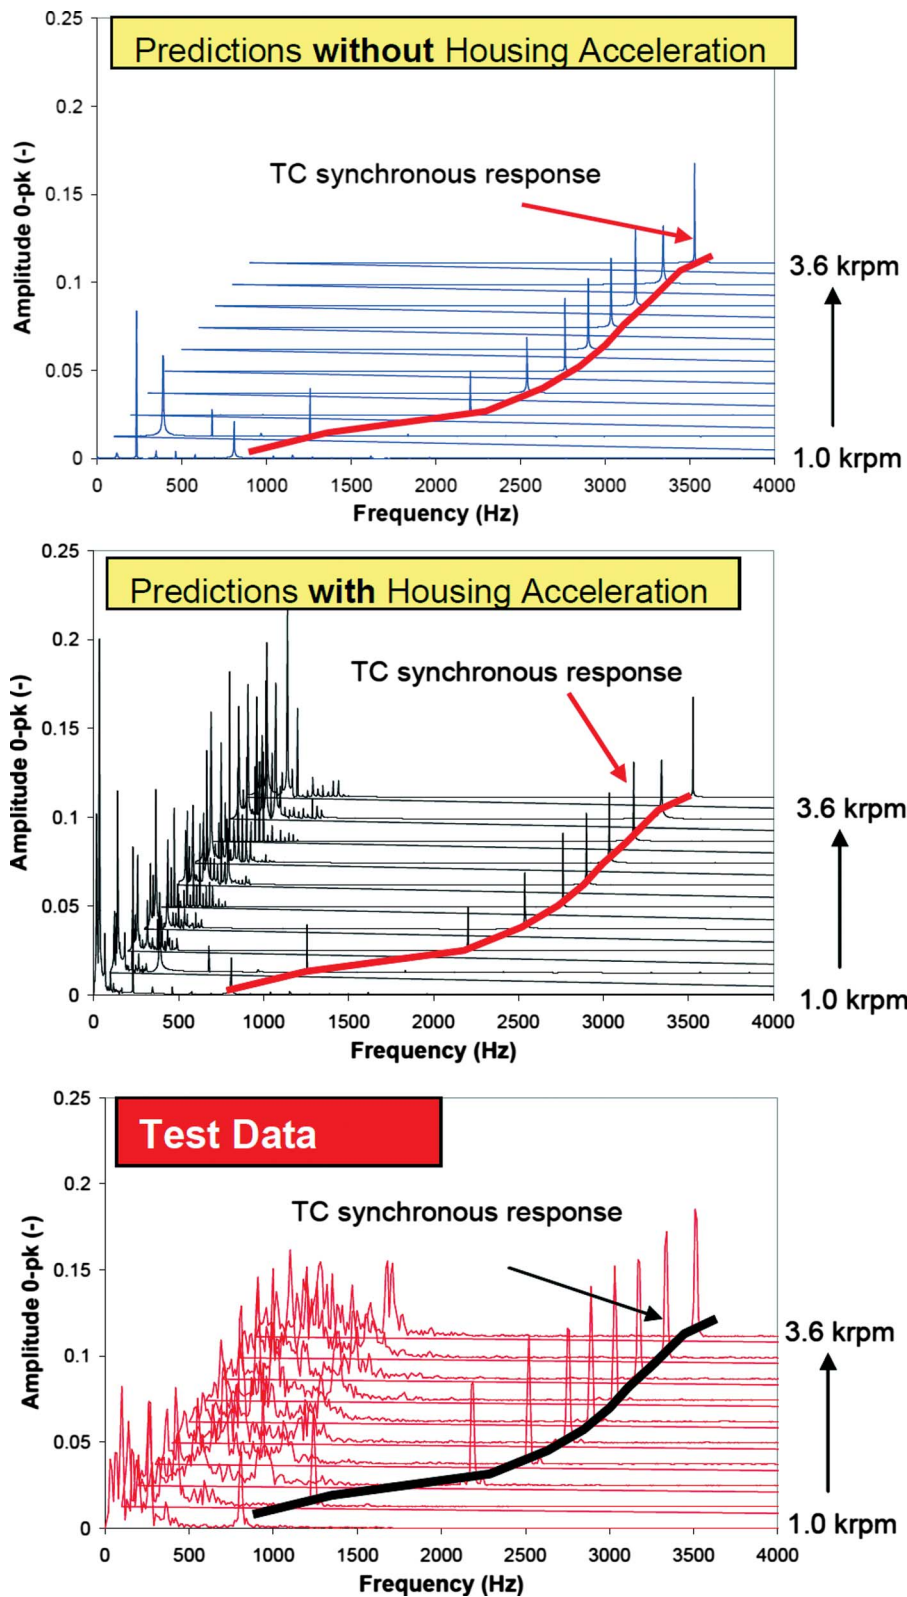 0.25
Predictions without Housing Acceleration
0.2
TC synchronous response
0.15
Amplitude 0-pk (-)
3.6 krpm
0.1
0.05
1.0 krpm
0
0 500 1000 1500 2000 2500 3000 3500 4000
Frequency (Hz)
0.25
Predictions with Housing Acceleration
0.2
TC synchronous response
0.15
Amplitude 0-pk (-)
3.6 krpm
0.1
0.05
1.0 krpm
0
0 500 1000 1500 2000 2500 3000 3500 4000
Frequency (Hz)
0.25
Test Data
0.2
TC synchronous response
0.15
Amplitude 0-pk (-)
3.6 krpm
0.1
0.05
1.0 krpm
0
0 500 1000 1500 2000 2500 3000 3500 4000
Frequency (Hz)